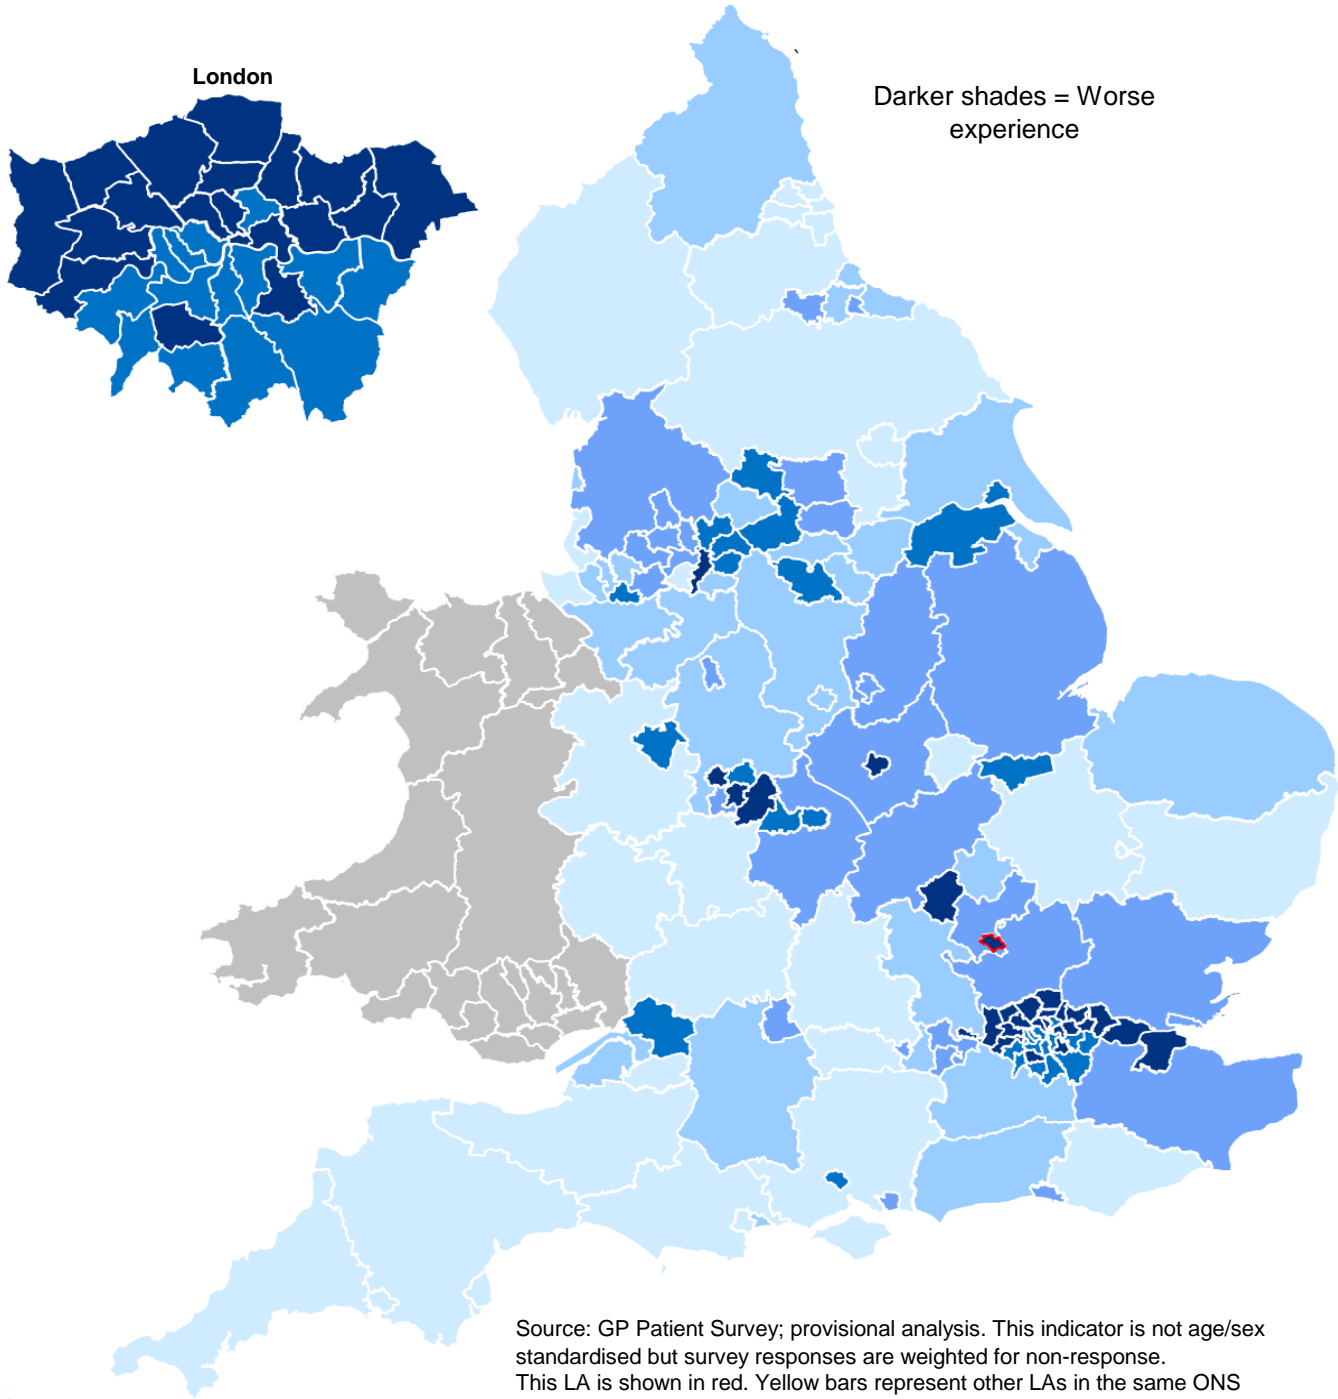 London
Darker shades = Worse
experience
Source: GP Patient Survey; provisional analysis. This indicator is not age/sex
standardised but survey responses are weighted for non-response.
This LA is shown in red. Yellow bars represent other LAs in the same ONS